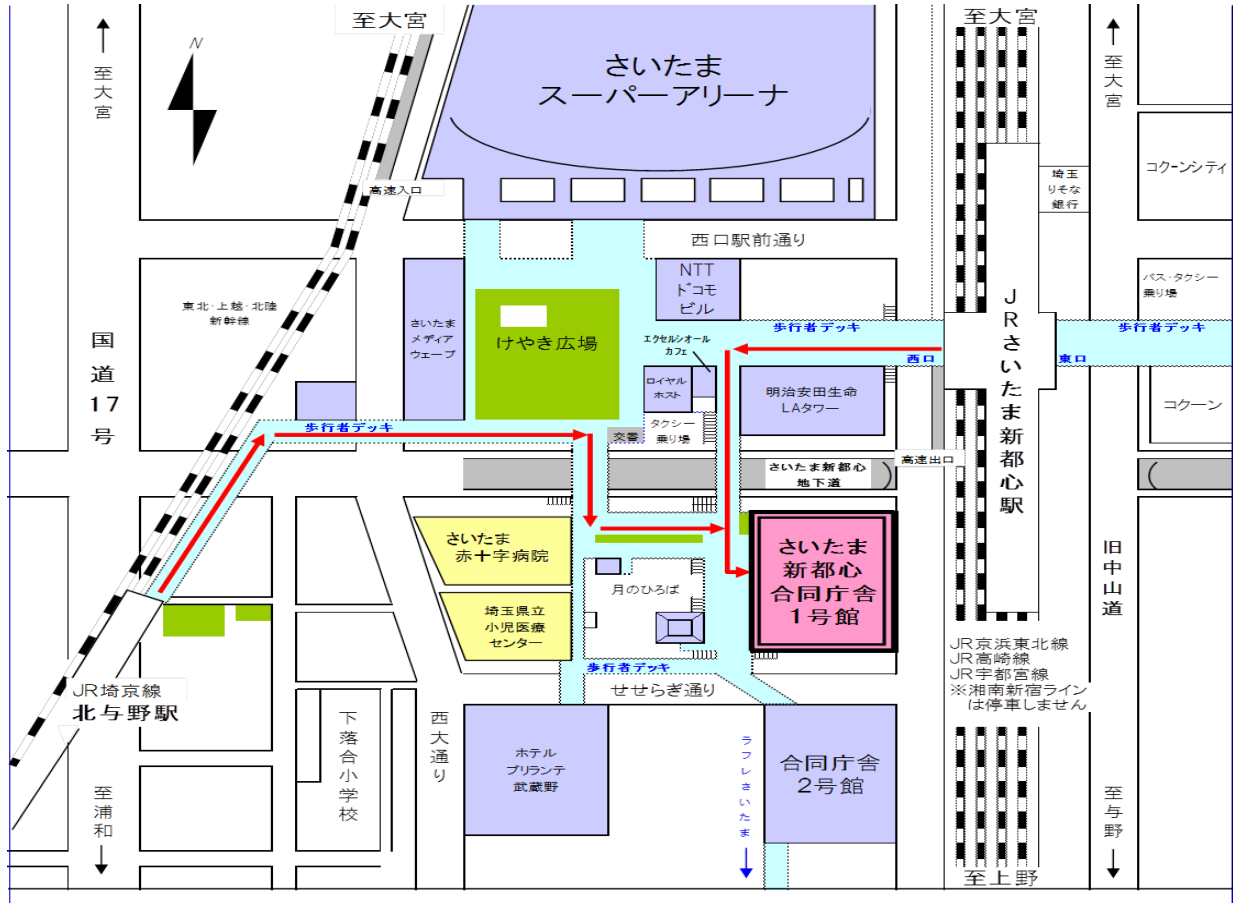 至大宮
至大宮
N
至大宮
さいたま
スーパーアリーナ
至大宮
コクーンシティ
埼玉
りそな
銀行
高速入口
西口駅前通り
NTT
ドコモ
ビル
バス・タクシー
乗り場
東北・上越・北陸
新幹線
さいたま
メディア
ウェーブ
けやき広場
エクセルシオール
カフェ
歩行者デッキ
歩行者デッキ
西口
東口
JRさいたま新都心駅
国道17号
ロイヤル
ホスト
明治安田生命
LAタワー
コクーン
歩行者デッキ
交番
タクシー
乗り場
さいたま新都心
地下道
高速出口
さいたま
赤十字病院
さいたま
新都心
合同庁舎
1号館
旧中山道
月のひろば
埼玉県立
小児医療
センター
歩行者デッキ
せせらぎ通り
JR京浜東北線
JR高崎線
JR宇都宮線
※湘南新宿ライン
は停車しません
JR埼京線
北与野駅
下落合小学校
西大通り
ホテル
ブリランテ
武蔵野
ラフレさいたま
合同庁舎
2号館
至浦和
至与野
至上野